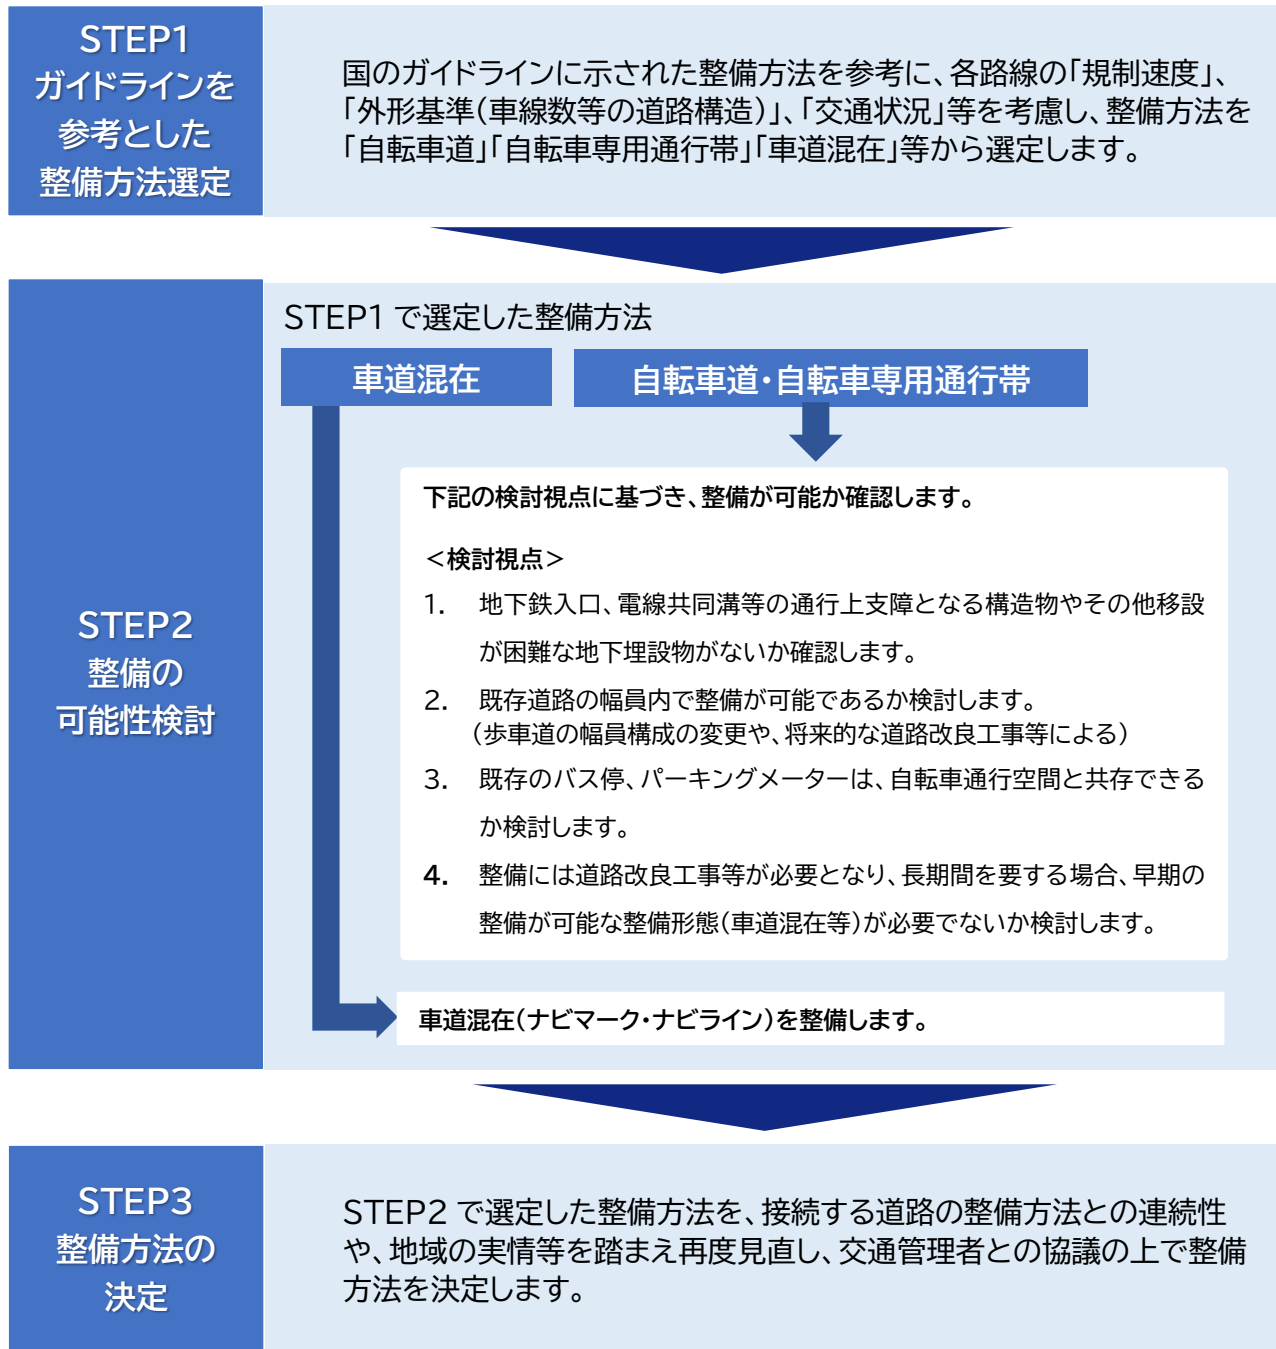 STEP1
ガイドラインを
参考とした
整備方法選定
国のガイドラインに示された整備方法を参考に、各路線の「規制速度」、
「外形基準(車線数等の道路構造)」、「交通状況」等を考慮し、整備方法を
「自転車道」「自転車専用通行帯」「車道混在」等から選定します。
STEP2
整備の
可能性検討
STEP1 で選定した整備方法
車道混在
自転車道・自転車専用通行帯
下記の検討視点に基づき、整備が可能か確認します。
＜検討視点＞
1. 地下鉄入口、電線共同溝等の通行上支障となる構造物やその他移設
が困難な地下埋設物がないか確認します。
2. 既存道路の幅員内で整備が可能であるか検討します。
(歩車道の幅員構成の変更や、将来的な道路改良工事等による)
3. 既存のバス停、パーキングメーターは、自転車通行空間と共存できる
か検討します。
4. 整備には道路改良工事等が必要となり、長期間を要する場合、早期の
整備が可能な整備形態(車道混在等)が必要でないか検討します。
車道混在(ナビマーク・ナビライン)を整備します。
STEP3
整備方法の
決定
STEP2 で選定した整備方法を、接続する道路の整備方法との連続性
や、地域の実情等を踏まえ再度見直し、交通管理者との協議の上で整備
方法を決定します。